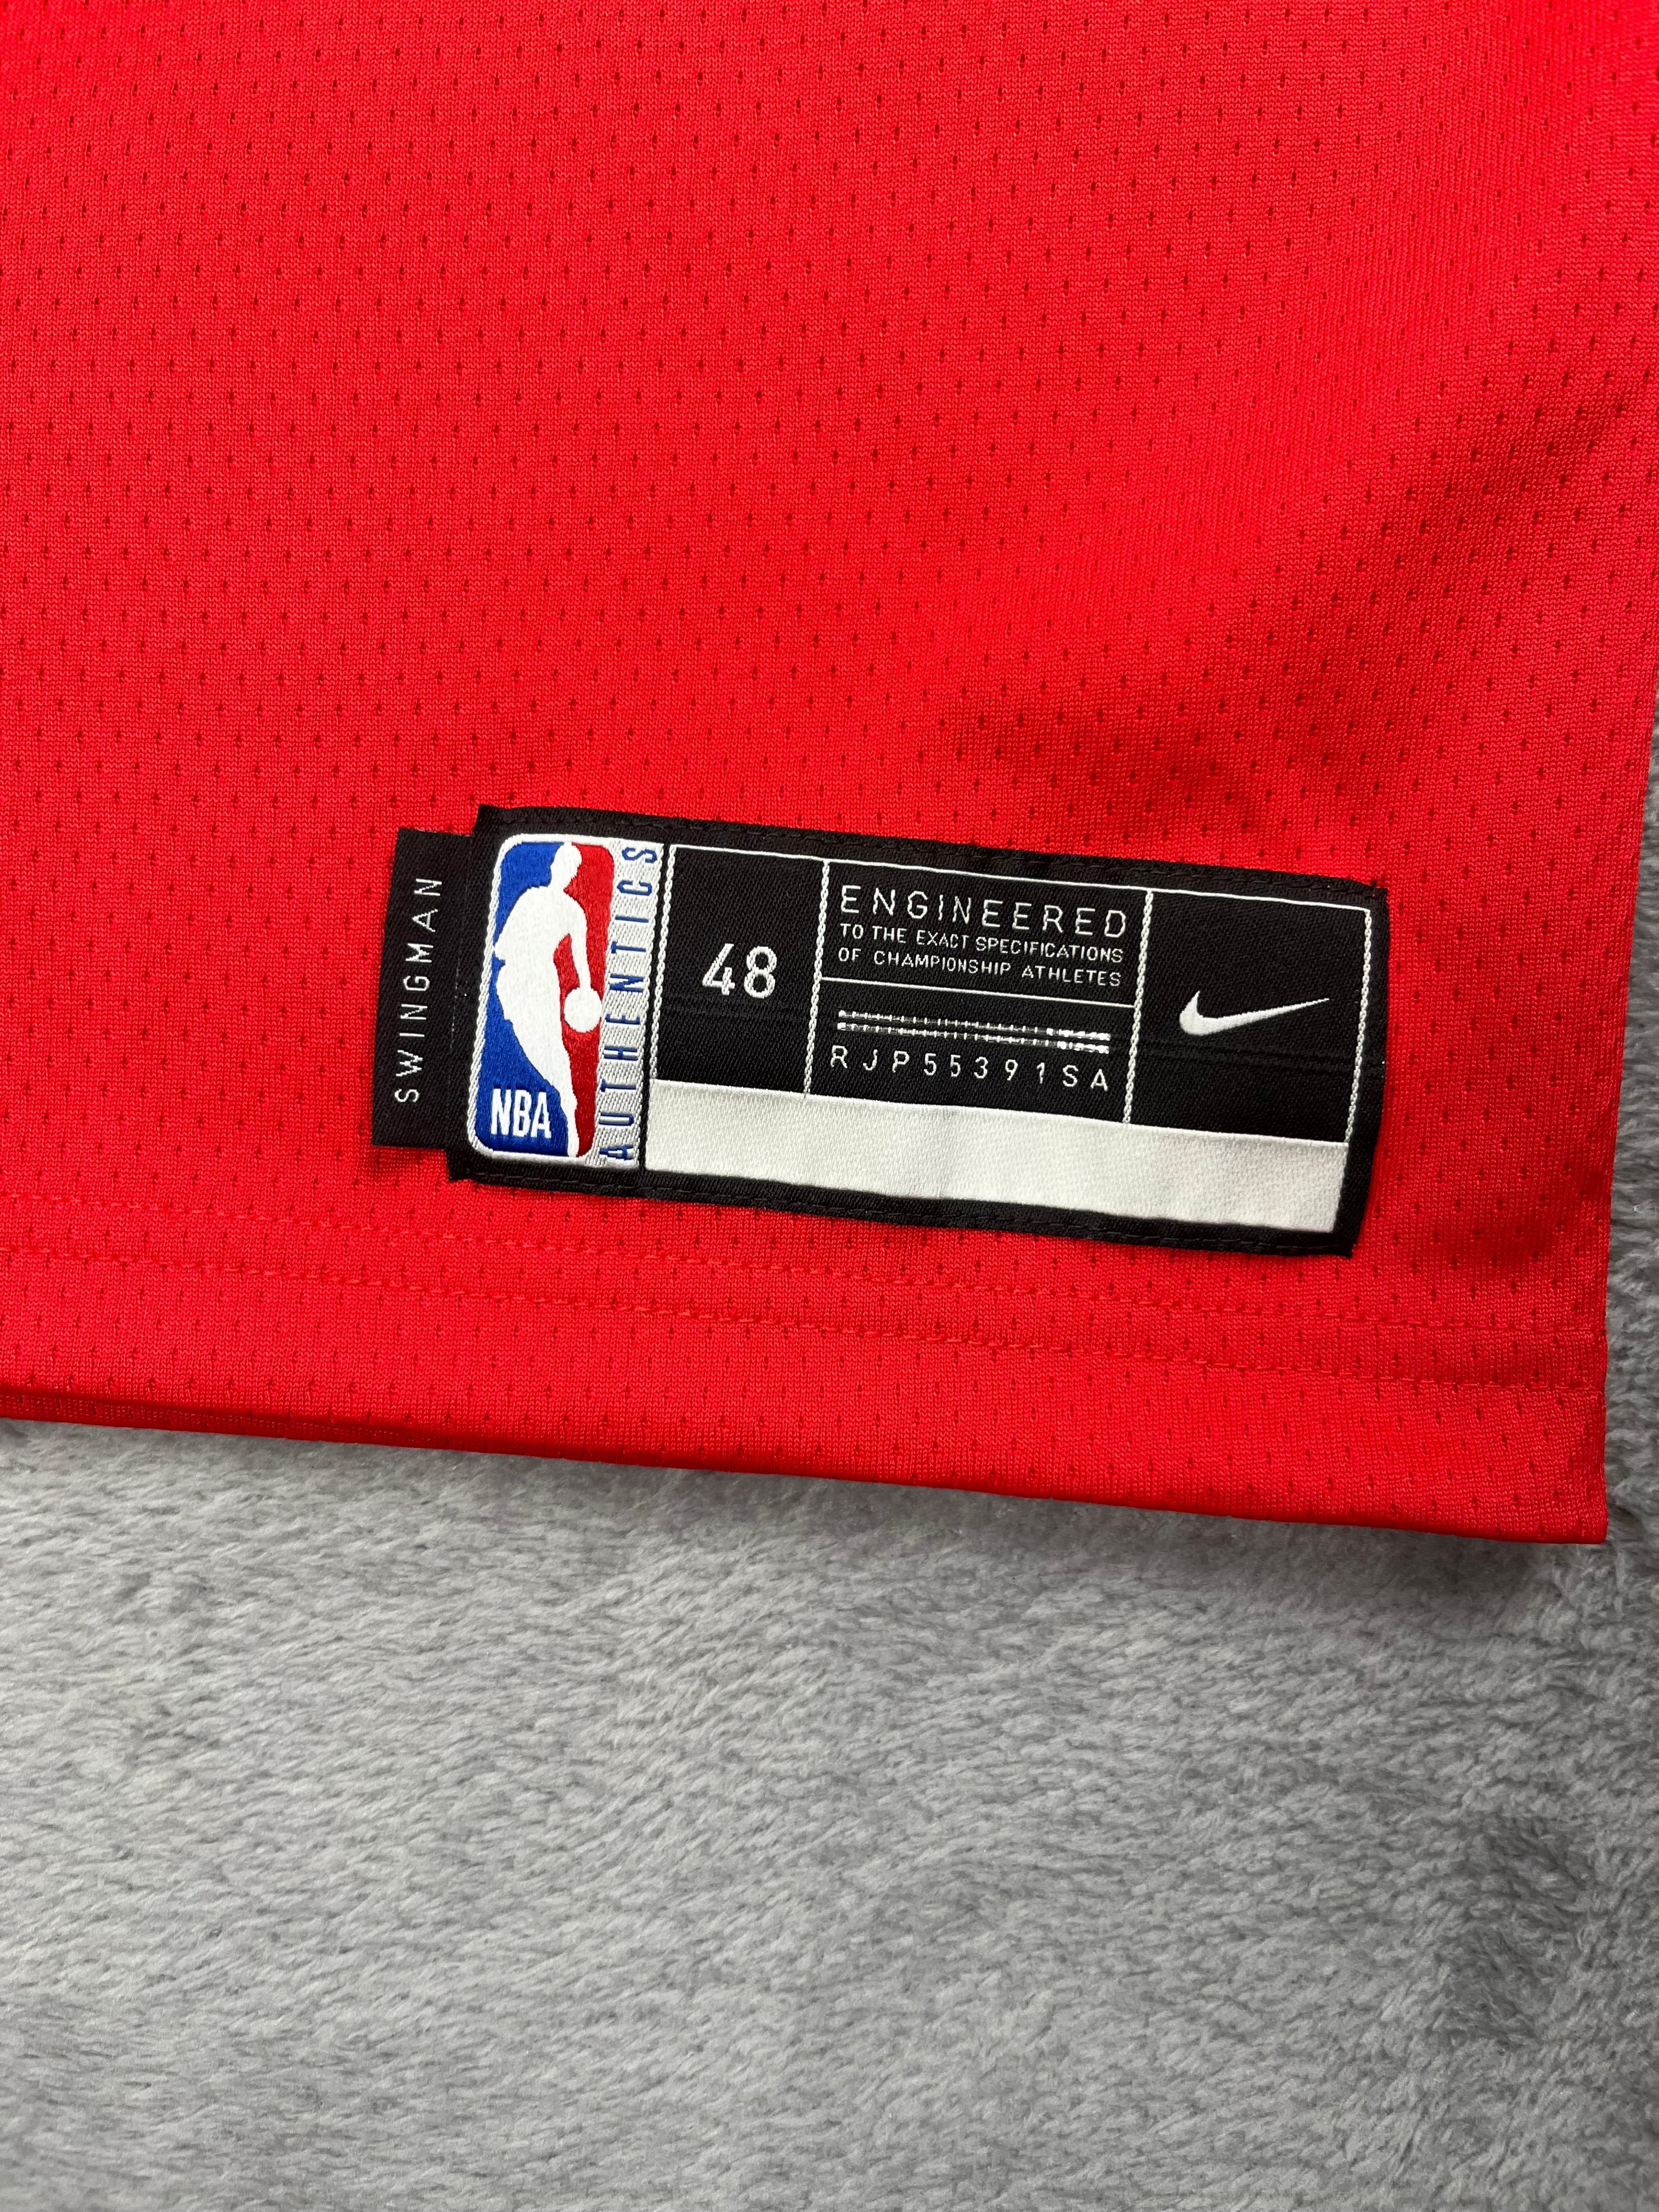 SWINGMAN
NBA
AUTHENTICS
48
ENGINEERED
TO THE EXACT SPECIFICATIONS
OF CHAMPIONSHIP ATHLETES
RJP55391SA